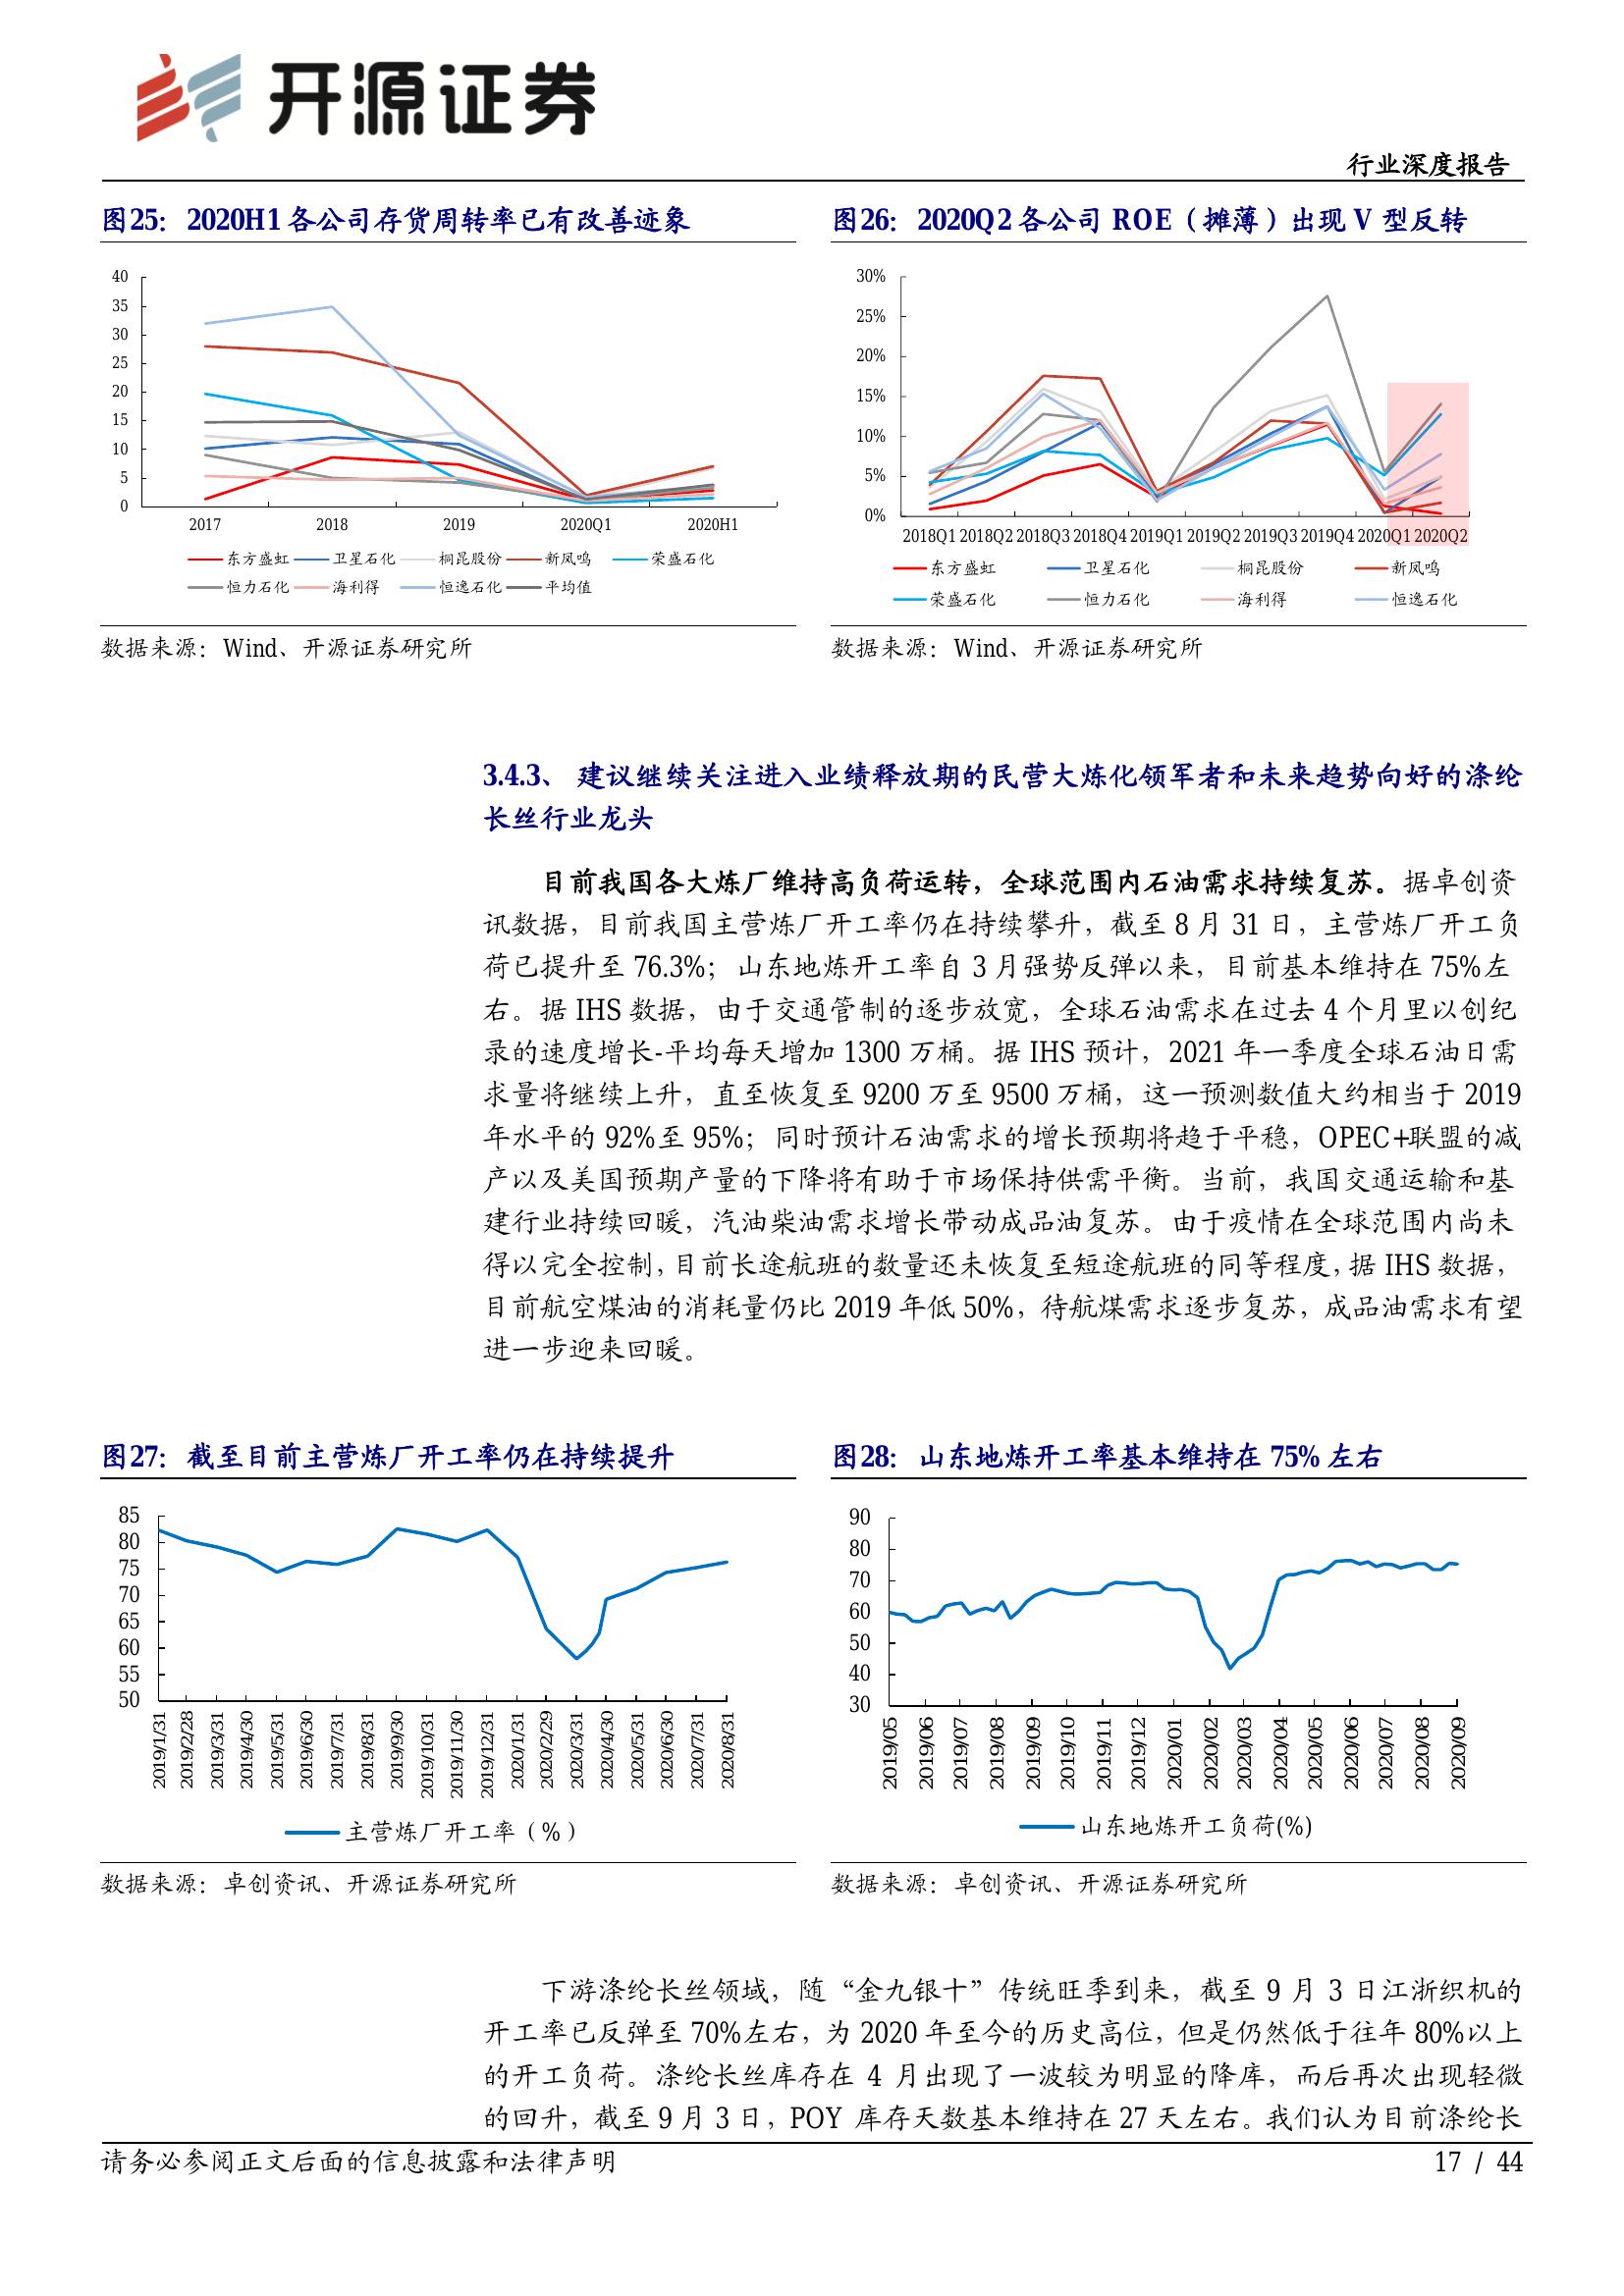 开源证券
行业深度报告
图25：2020H1各公司存货周转率已有改善迹象
40
35
30
25
20
15
10
5
0
2017 2018 2019 2020Q1 2020H1
东方盛虹 卫星石化 桐昆股份 新凤鸣 荣盛石化
恒力石化 海利得 恒逸石化 平均值
数据来源：Wind、开源证券研究所
图26：2020Q2各公司 ROE（摊薄）出现 V 型反转
30%
25%
20%
15%
10%
5%
0%
2018Q1 2018Q2 2018Q3 2018Q4 2019Q1 2019Q2 2019Q3 2019Q4 2020Q1 2020Q2
东方盛虹 卫星石化 桐昆股份 新凤鸣
荣盛石化 恒力石化 海利得 恒逸石化
数据来源：Wind、开源证券研究所
3.4.3、 建议继续关注进入业绩释放期的民营大炼化领军者和未来趋势向好的涤纶
长丝行业龙头
目前我国各大炼厂维持高负荷运转，全球范围内石油需求持续复苏。据卓创资
讯数据，目前我国主营炼厂开工率仍在持续攀升，截至 8 月 31 日，主营炼厂开工负
荷已提升至 76.3%；山东地炼开工率自 3 月强势反弹以来，目前基本维持在 75%左
右。据 IHS 数据，由于交通管制的逐步放宽，全球石油需求在过去 4 个月里以创纪
录的速度增长-平均每天增加 1300 万桶。据 IHS 预计，2021 年一季度全球石油日需
求量将继续上升，直至恢复至 9200 万至 9500 万桶，这一预测数值大约相当于 2019
年水平的 92%至 95%；同时预计石油需求的增长预期将趋于平稳，OPEC+联盟的减
产以及美国预期产量的下降将有助于市场保持供需平衡。当前，我国交通运输和基
建行业持续回暖，汽油柴油需求增长带动成品油复苏。由于疫情在全球范围内尚未
得以完全控制，目前长途航班的数量还未恢复至短途航班的同等程度，据 IHS 数据，
目前航空煤油的消耗量仍比 2019 年低 50%，待航煤需求逐步复苏，成品油需求有望
进一步迎来回暖。
图27：截至目前主营炼厂开工率仍在持续提升
85
80
75
70
65
60
55
50
2019/1/31 2019/2/28 2019/3/31 2019/4/30 2019/5/31 2019/6/30 2019/7/31 2019/8/31 2019/9/30 2019/10/31 2019/11/30 2019/12/31 2020/1/31 2020/2/29 2020/3/31 2020/4/30 2020/5/31 2020/6/30 2020/7/31 2020/8/31
主营炼厂开工率（%）
数据来源：卓创资讯、开源证券研究所
图28：山东地炼开工率基本维持在 75%左右
90
80
70
60
50
40
30
2019/05 2019/06 2019/07 2019/08 2019/09 2019/10 2019/11 2019/12 2020/01 2020/02 2020/03 2020/04 2020/05 2020/06 2020/07 2020/08 2020/09
山东地炼开工负荷(%)
数据来源：卓创资讯、开源证券研究所
下游涤纶长丝领域，随“金九银十”传统旺季到来，截至 9 月 3 日江浙织机的
开工率已反弹至 70%左右，为 2020 年至今的历史高位，但是仍然低于往年 80%以上
的开工负荷。涤纶长丝库存在 4 月出现了一波较为明显的降库，而后再次出现轻微
的回升，截至 9 月 3 日，POY 库存天数基本维持在 27 天左右。我们认为目前涤纶长
请务必参阅正文后面的信息披露和法律声明
17 / 44